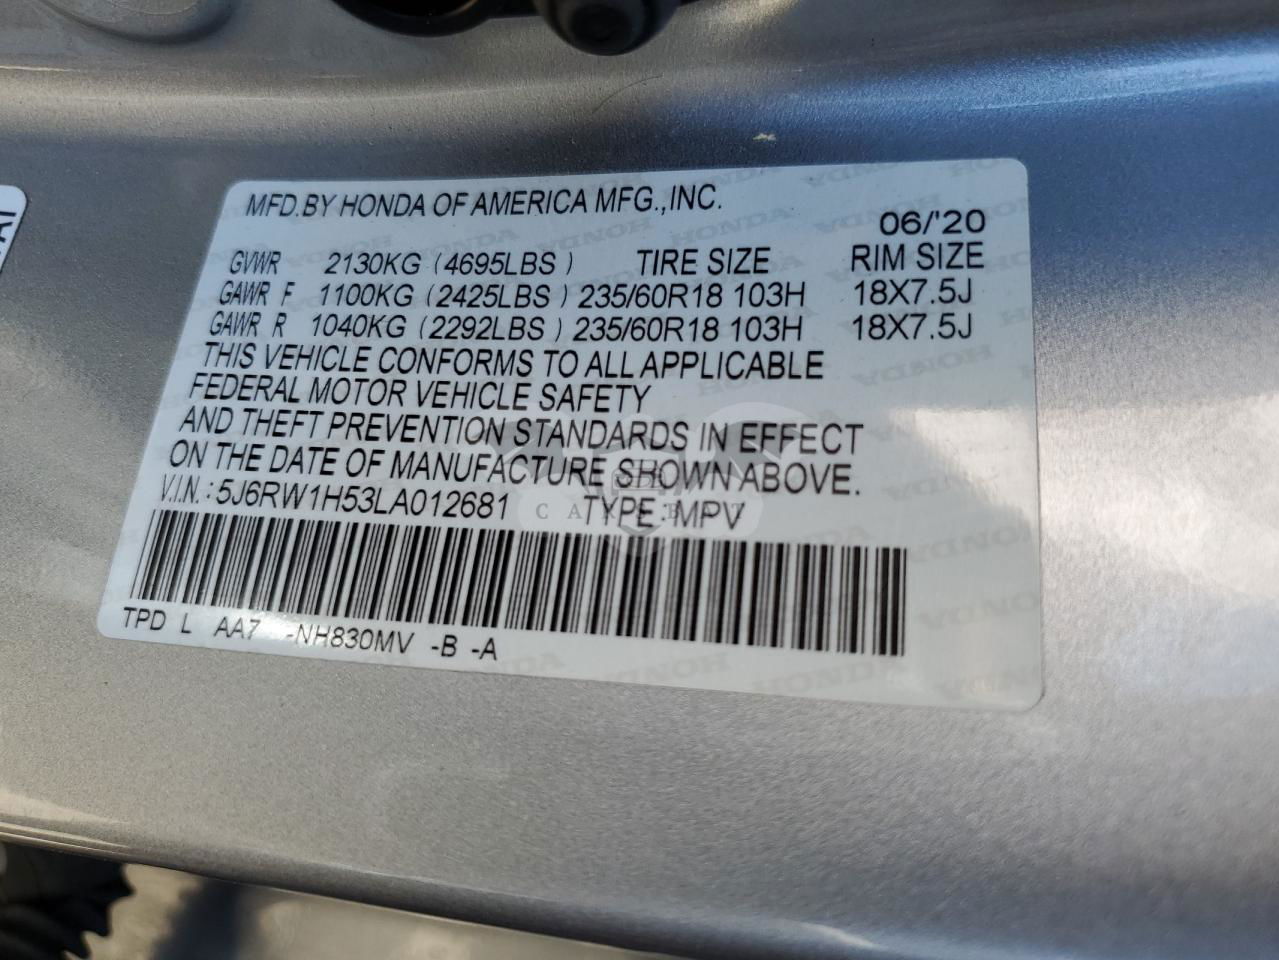 MFD. BY HONDA OF AMERICA MFG., INC.
06/'20
GVWR 2130KG (4695LBS) TIRE SIZE RIM SIZE
GAWR F 1100KG (2425LBS) 235/60R18 103H 18X7.5J
GAWR R 1040KG (2292LBS) 235/60R18 103H 18X7.5J
THIS VEHICLE CONFORMS TO ALL APPLICABLE
FEDERAL MOTOR VEHICLE SAFETY
AND THEFT PREVENTION STANDARDS IN EFFECT
ON THE DATE OF MANUFACTURE SHOWN ABOVE.
V.I.N.: 5J6RW1H53LA012681 TYPE: MPV
TPD L AA7 -NH830MV -B -A